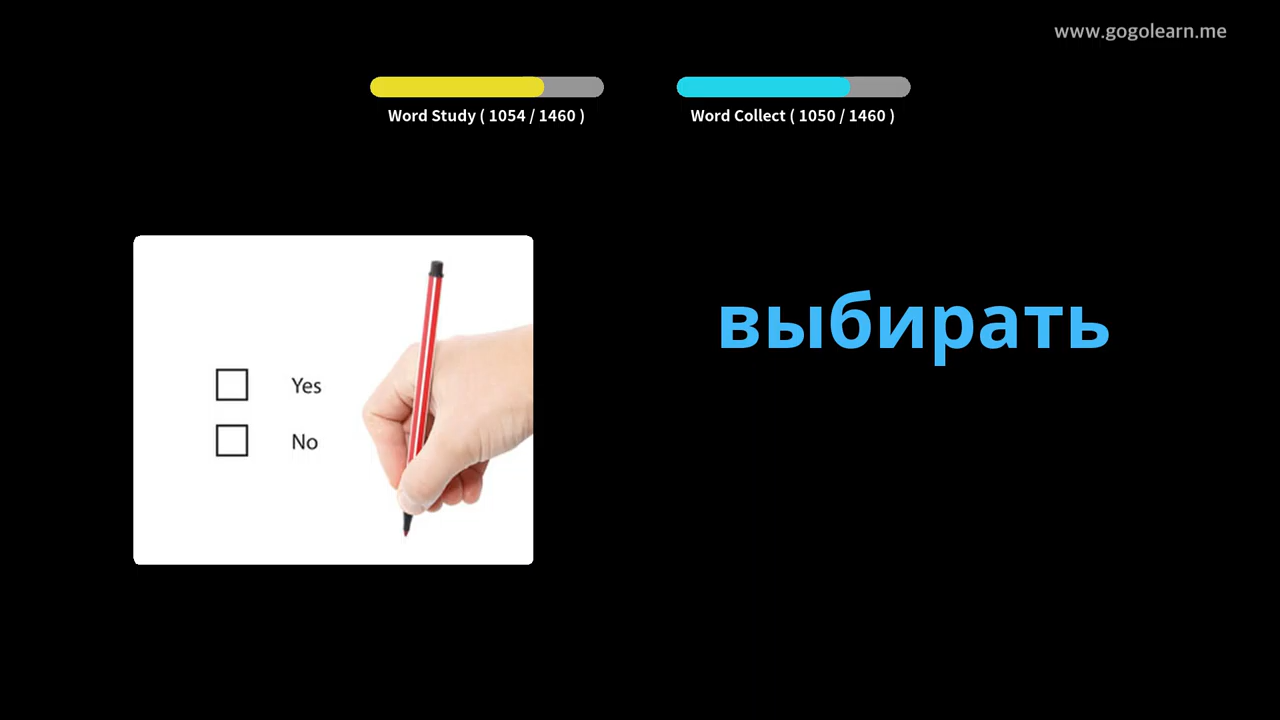 www.gogolearn.me
Word Study ( 1054 / 1460 )
Word Collect ( 1050 / 1460 )
Yes
No
выбирать